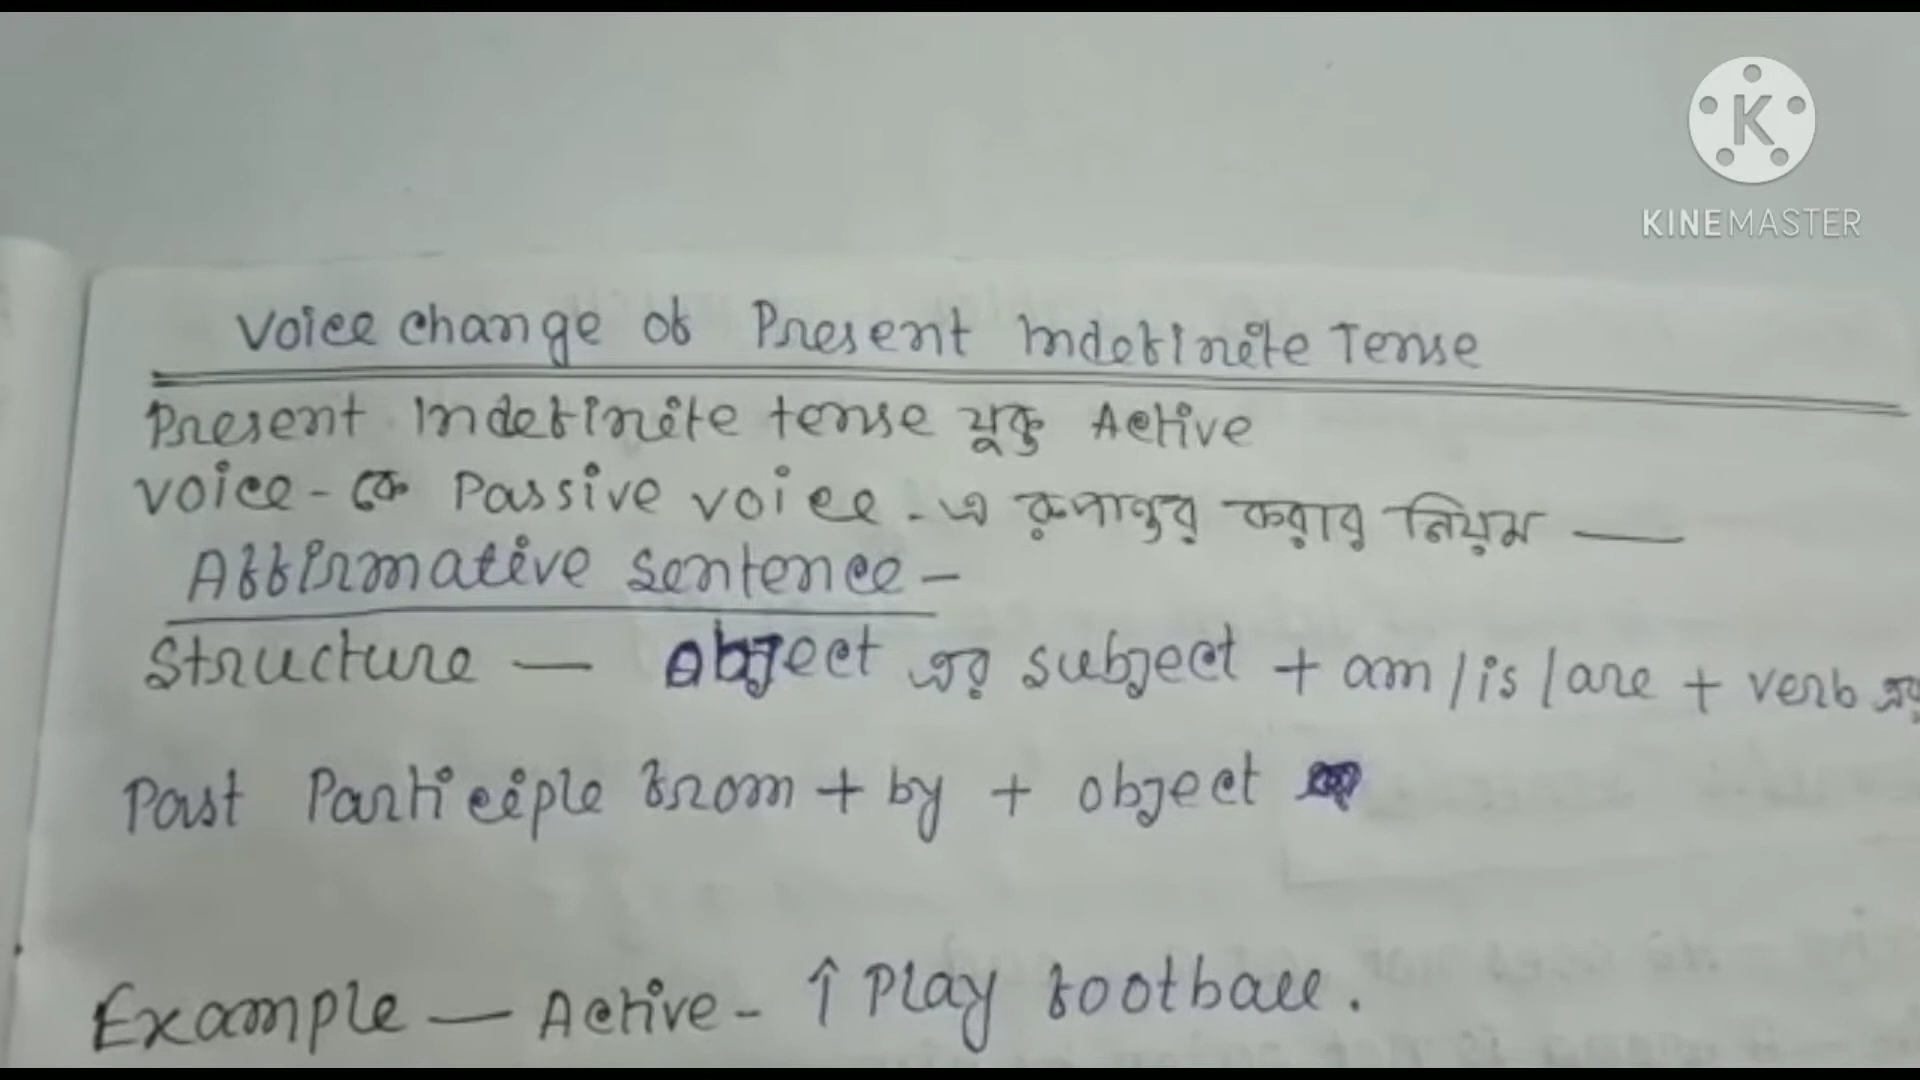 K
KINEMASTER
Voice change of Present Indefinite Tense
Present Indefinite tense যুক্ত Active
voice - কে Passive voice - এ রুপান্তর করার নিয়ম —
Affirmative sentence -
Structure — Object এর subject + am / is / are + verb এর
Past Participle from + by + object
Example — Active - I Play football.